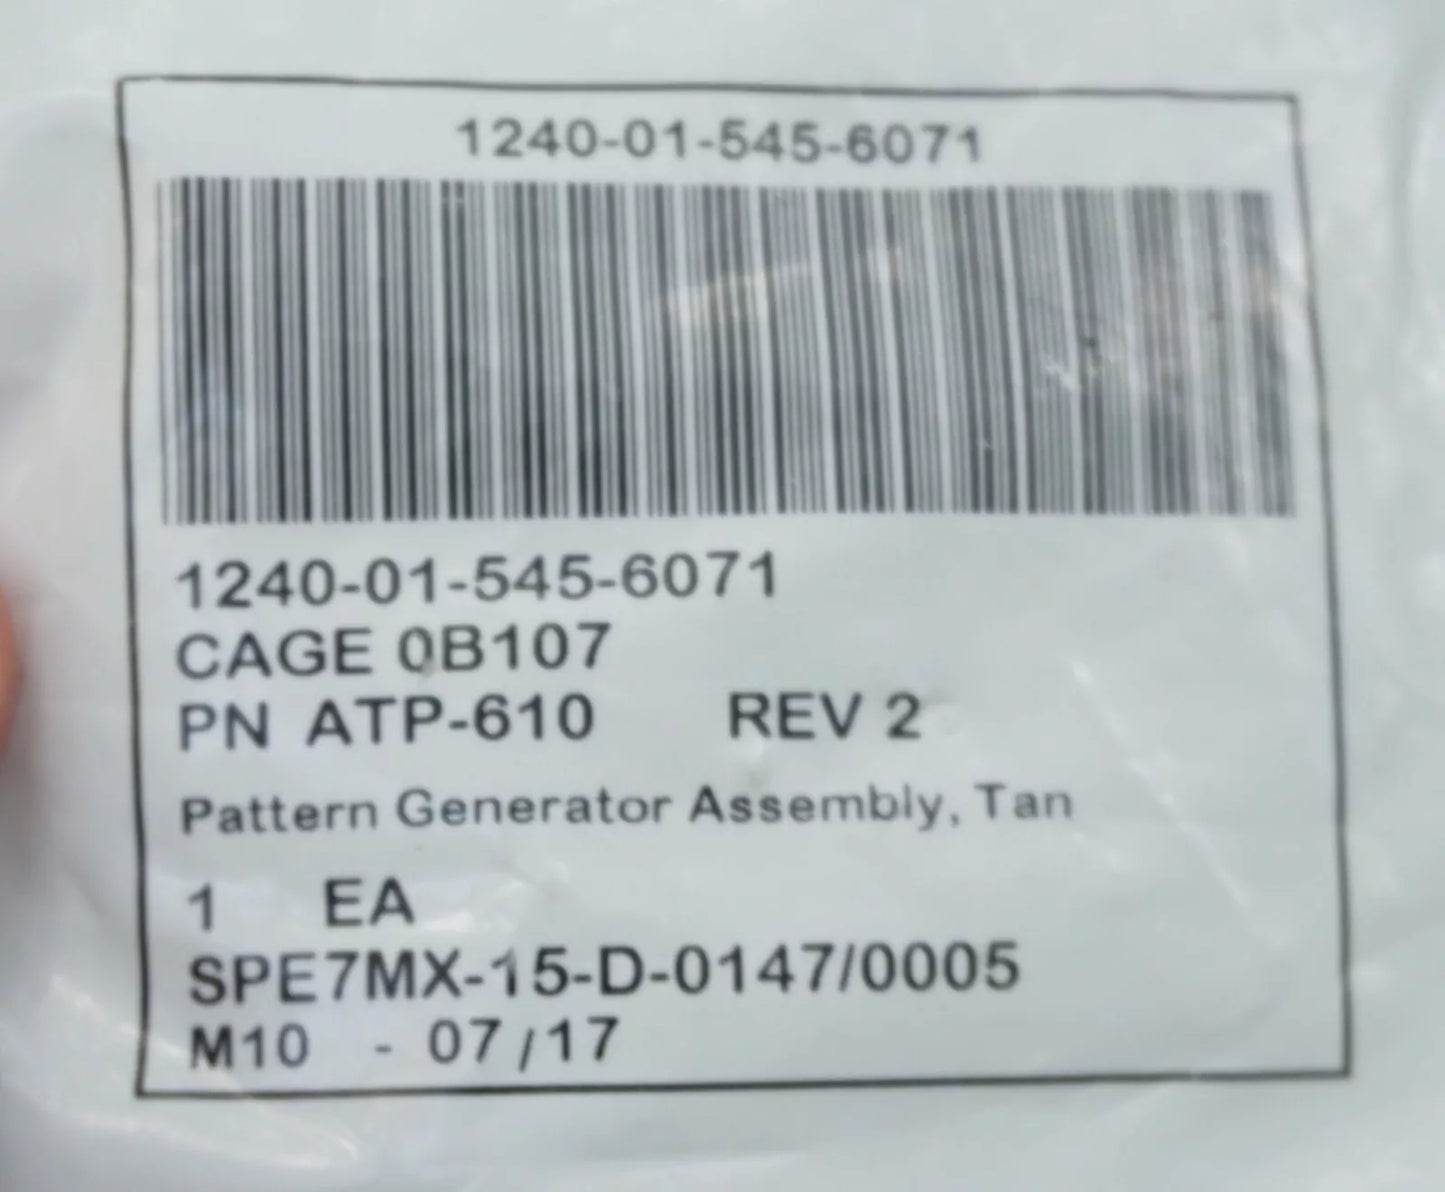 1240-01-545-6071
1240-01-545-6071
CAGE 0B107
PN ATP-610 REV 2
Pattern Generator Assembly, Tan
1 EA
SPE7MX-15-D-0147/0005
M10 - 07/17